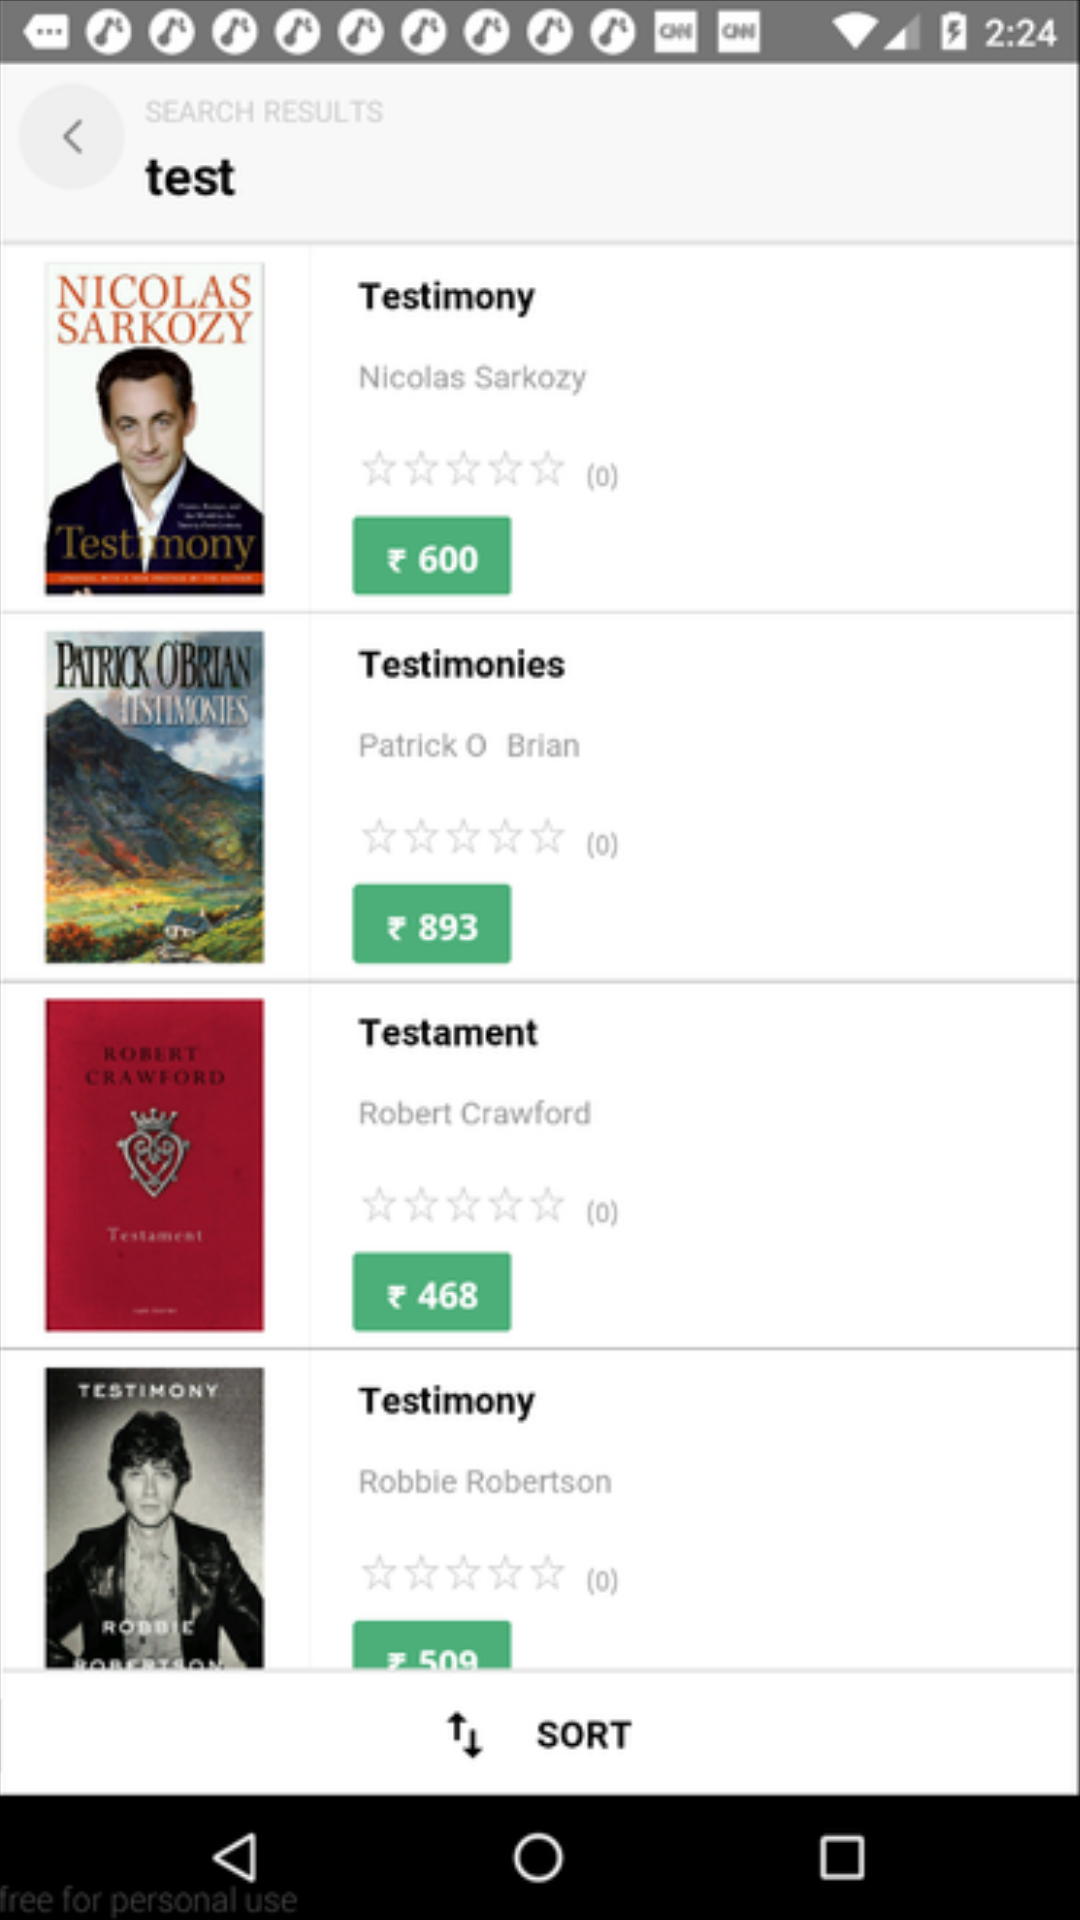 CNN CNN 2:24
SEARCH RESULTS
test
NICOLAS
SARKOZY
Testimony
Testimony
Nicolas Sarkozy
(0)
₹ 600
PATRICK O'BRIAN
TESTIMONIES
Testimonies
Patrick O Brian
(0)
₹ 893
ROBERT
CRAWFORD
Testament
Testament
Robert Crawford
(0)
₹ 468
TESTIMONY
ROBBIE
ROBERTSON
Testimony
Robbie Robertson
(0)
₹ 509
SORT
free for personal use